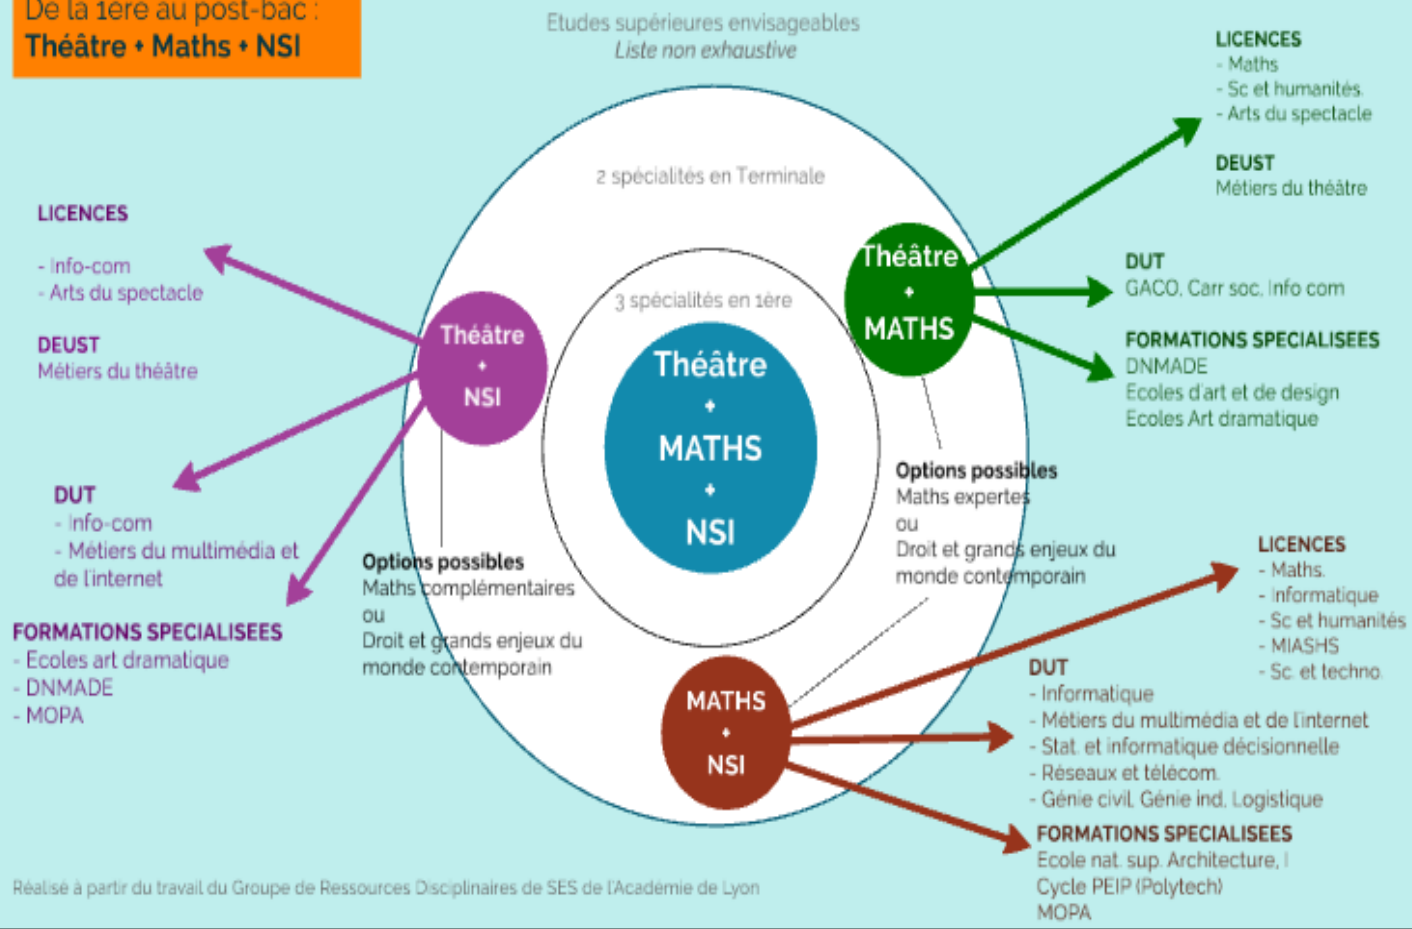 De la 1ère au post-bac :
Théâtre + Maths + NSI
Etudes supérieures envisageables
Liste non exhaustive
2 spécialités en Terminale
3 spécialités en 1ère
Théâtre
+
MATHS
+
NSI
Théâtre
+
NSI
LICENCES
- Info-com
- Arts du spectacle
DEUST
Métiers du théâtre
DUT
- Info-com
- Métiers du multimédia et
de l'internet
FORMATIONS SPECIALISEES
- Ecoles art dramatique
- DNMADE
- MOPA
Options possibles
Maths complémentaires
ou
Droit et grands enjeux du
monde contemporain
Théâtre
+
MATHS
LICENCES
- Maths
- Sc et humanités.
- Arts du spectacle
DEUST
Métiers du théâtre
DUT
GACO, Carr soc, Info com
FORMATIONS SPECIALISEES
DNMADE
Ecoles d'art et de design
Ecoles Art dramatique
Options possibles
Maths expertes
ou
Droit et grands enjeux du
monde contemporain
MATHS
+
NSI
LICENCES
- Maths.
- Informatique
- Sc et humanités
- MIASHS
- Sc. et techno.
DUT
- Informatique
- Métiers du multimédia et de l'internet
- Stat. et informatique décisionnelle
- Réseaux et télécom.
- Génie civil, Génie ind, Logistique
FORMATIONS SPECIALISEES
Ecole nat. sup. Architecture, I
Cycle PEIP (Polytech)
MOPA
Réalisé à partir du travail du Groupe de Ressources Disciplinaires de SES de l'Académie de Lyon